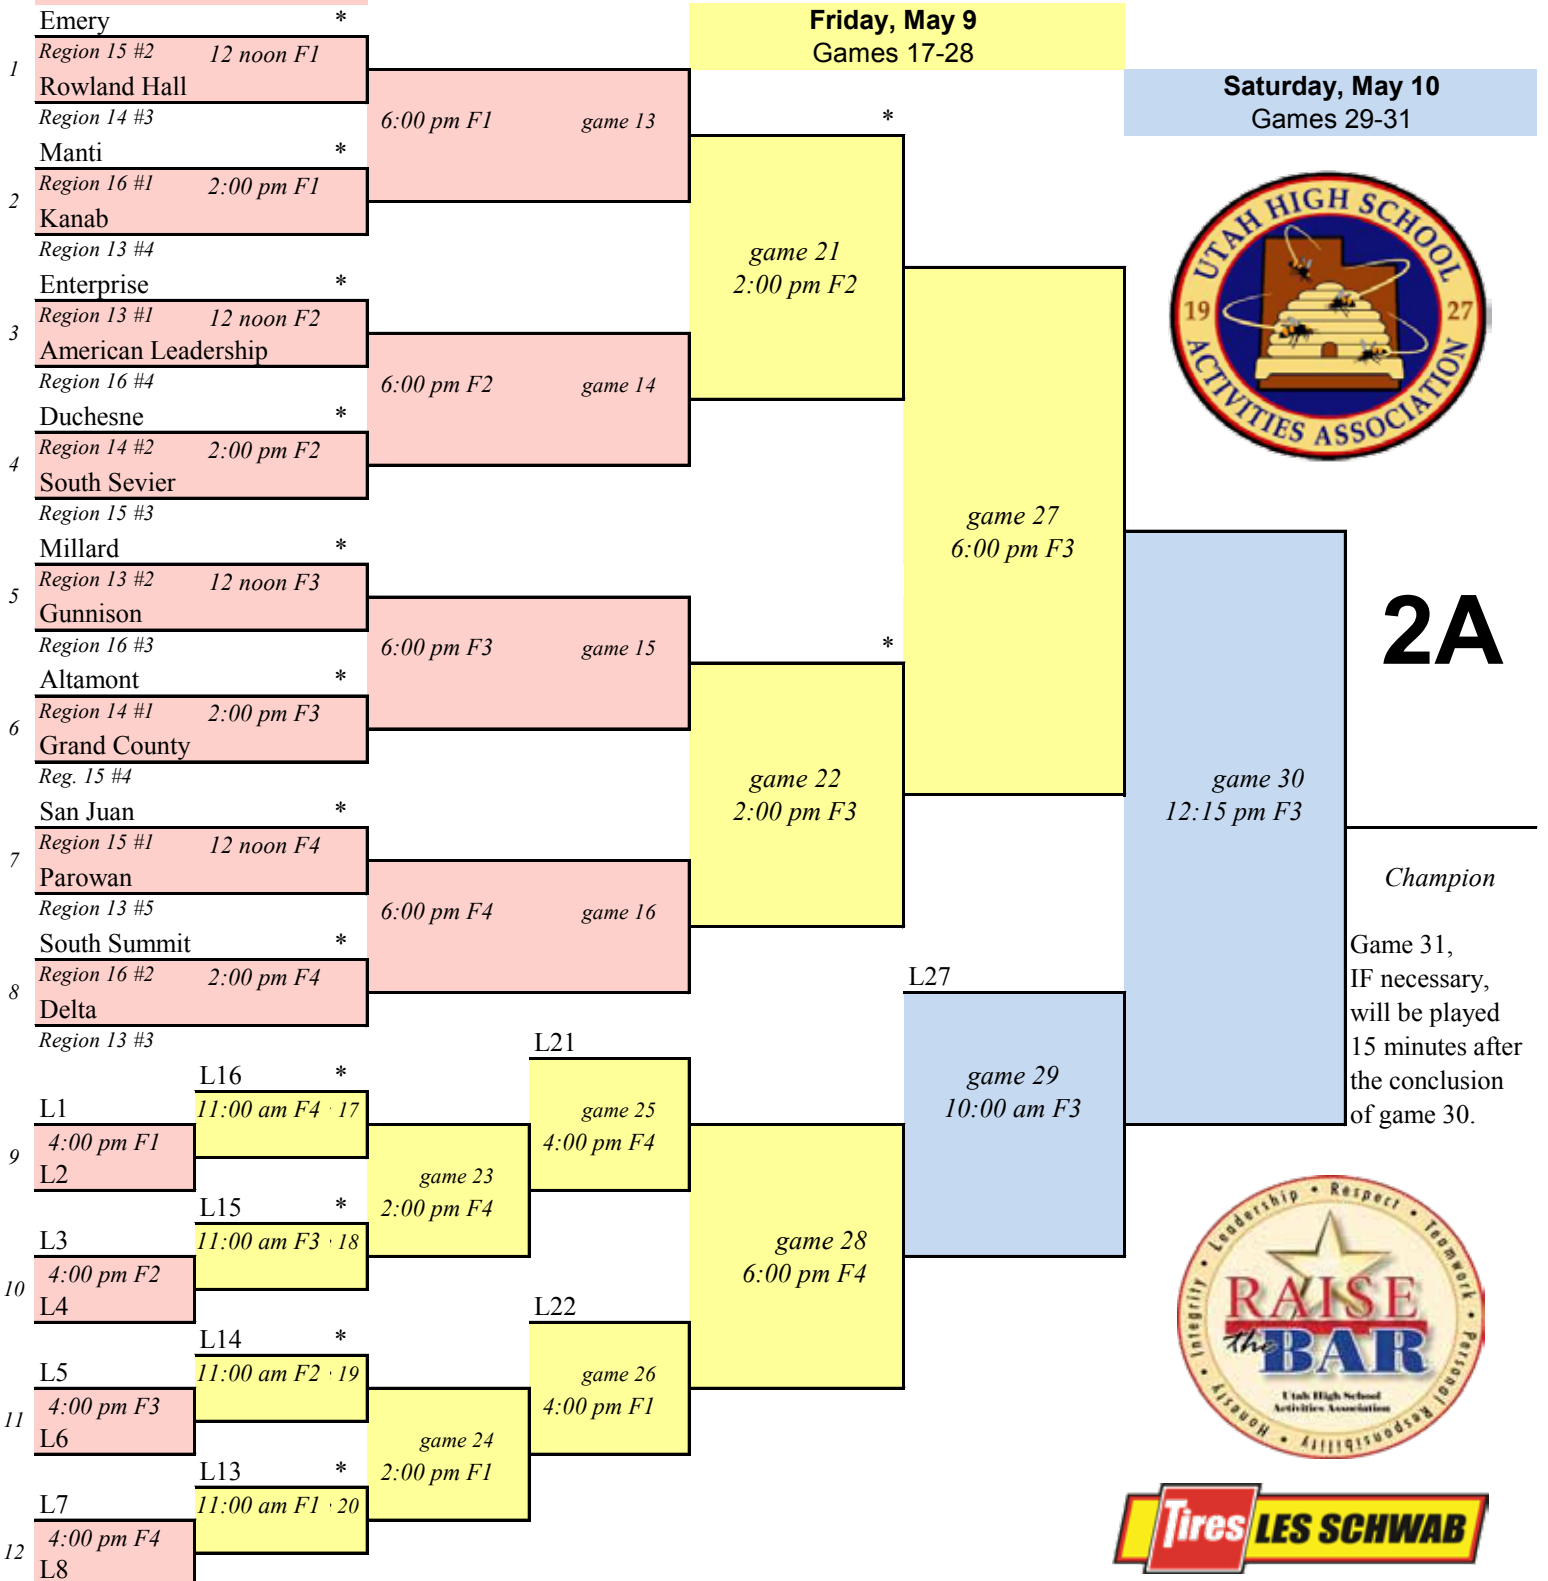 Emery *
Region 15 #2 12 noon F1
1
Rowland Hall
Region 14 #3
Manti *
Region 16 #1 2:00 pm F1
2
Kanab
Region 13 #4
Enterprise *
Region 13 #1 12 noon F2
3
American Leadership
Region 16 #4
Duchesne *
Region 14 #2 2:00 pm F2
4
South Sevier
Region 15 #3
Millard *
Region 13 #2 12 noon F3
5
Gunnison
Region 16 #3
Altamont *
Region 14 #1 2:00 pm F3
6
Grand County
Reg. 15 #4
San Juan *
Region 15 #1 12 noon F4
7
Parowan
Region 13 #5
South Summit *
Region 16 #2 2:00 pm F4
8
Delta
Region 13 #3
6:00 pm F1 game 13
6:00 pm F2 game 14
6:00 pm F3 game 15
6:00 pm F4 game 16
Friday, May 9
Games 17-28
*
game 21
2:00 pm F2
*
game 22
2:00 pm F3
game 27
6:00 pm F3
Saturday, May 10
Games 29-31
UTAH HIGH SCHOOL
19 27
ACTIVITIES ASSOCIATION
2A
game 30
12:15 pm F3
Champion
Game 31,
IF necessary,
will be played
15 minutes after
the conclusion
of game 30.
L1
4:00 pm F1
9
L2
L3
4:00 pm F2
10
L4
L5
4:00 pm F3
11
L6
L7
4:00 pm F4
12
L8
L16 *
11:00 am F4 17
L15 *
11:00 am F3 18
L14 *
11:00 am F2 19
L13 *
11:00 am F1 20
game 23
2:00 pm F4
game 24
2:00 pm F1
L21
game 25
4:00 pm F4
L22
game 26
4:00 pm F1
game 28
6:00 pm F4
L27
game 29
10:00 am F3
Integrity • Leadership • Respect • Teamwork • Personal Responsibility • Honesty •
RAISE
the BAR
Utah High School
Activities Association
Tires LES SCHWAB